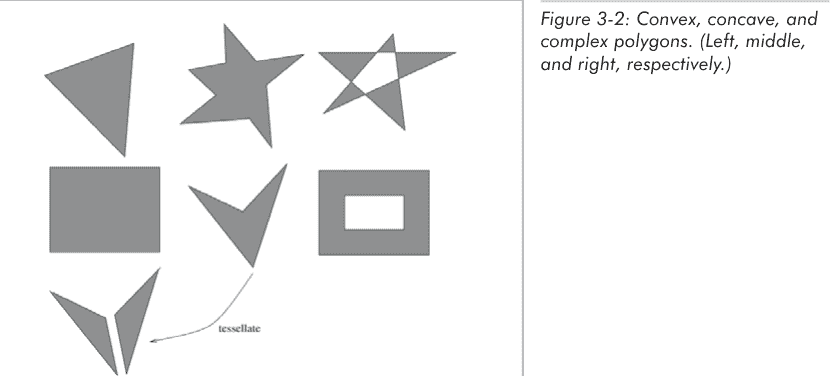 Figure 3-2: Convex, concave, and
complex polygons. (Left, middle,
and right, respectively.)
tessellate